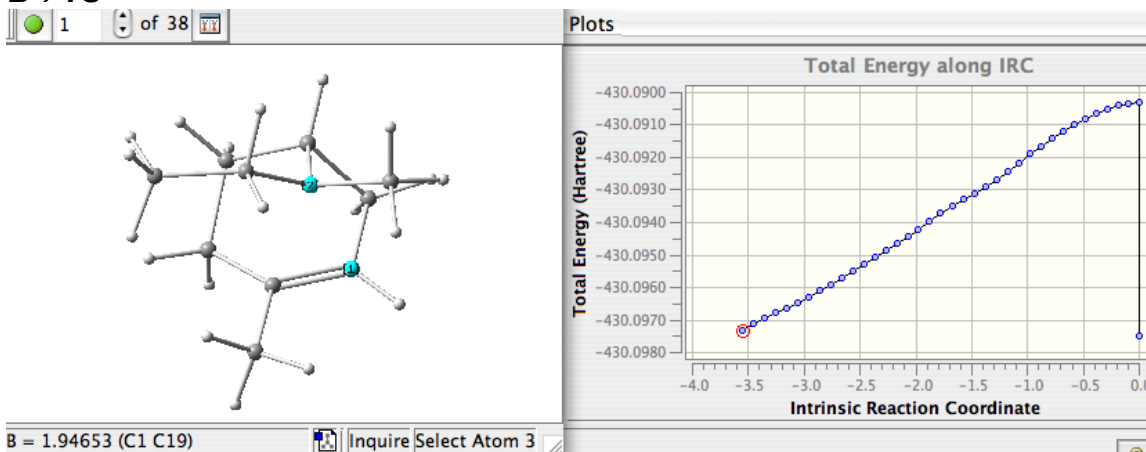 1 of 38
Plots
Total Energy along IRC
Total Energy (Hartree)
-430.0900
-430.0910
-430.0920
-430.0930
-430.0940
-430.0950
-430.0960
-430.0970
-430.0980
-4.0 -3.5 -3.0 -2.5 -2.0 -1.5 -1.0 -0.5
Intrinsic Reaction Coordinate
2
1
B = 1.94653 (C1 C19) Inquire Select Atom 3